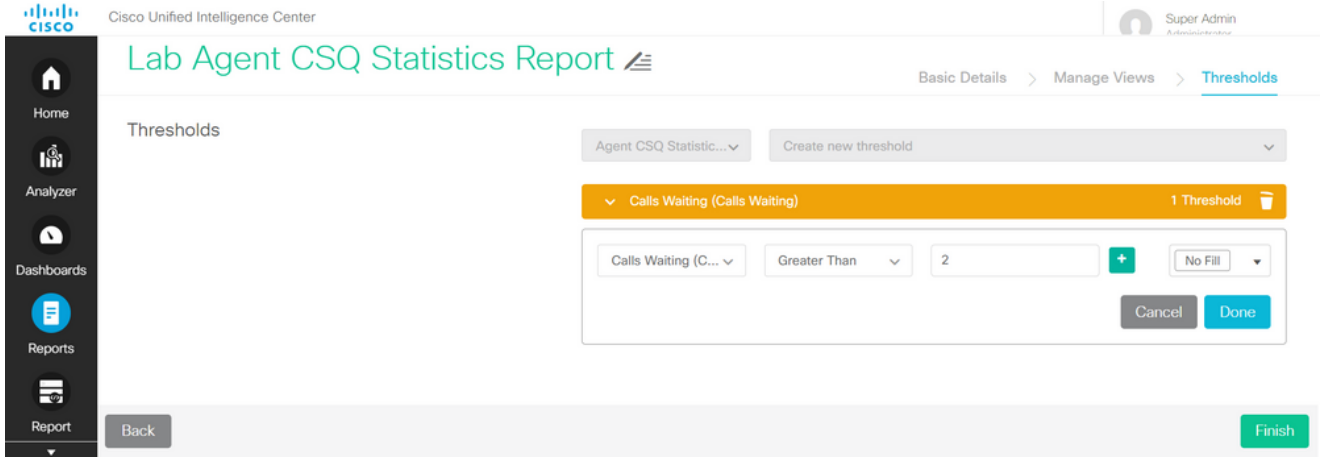 CISCO
Cisco Unified Intelligence Center
Super Admin
Administrator
Lab Agent CSQ Statistics Report
Basic Details > Manage Views > Thresholds
Home
Analyzer
Dashboards
Reports
Report
Thresholds
Agent CSQ Statistic...
Create new threshold
Calls Waiting (Calls Waiting)
1 Threshold
Calls Waiting (C...
Greater Than
2
+
No Fill
Cancel
Done
Back
Finish